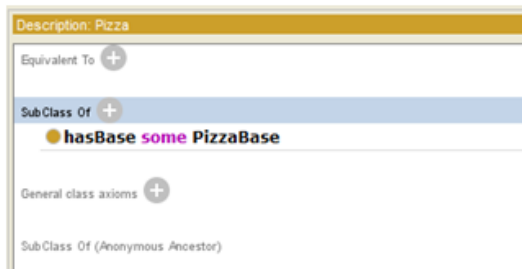 Description: Pizza
Equivalent To
SubClass Of
hasBase some PizzaBase
General class axioms
SubClass Of (Anonymous Ancestor)